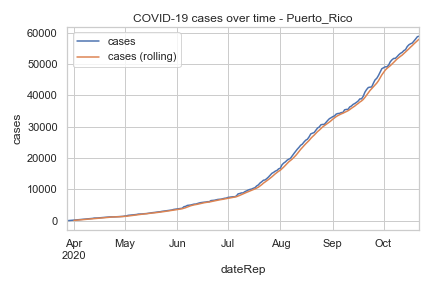 COVID-19 cases over time - Puerto_Rico
cases
cases (rolling)
60000
50000
40000
30000
20000
10000
0
cases
Apr May Jun Jul Aug Sep Oct
2020
dateRep